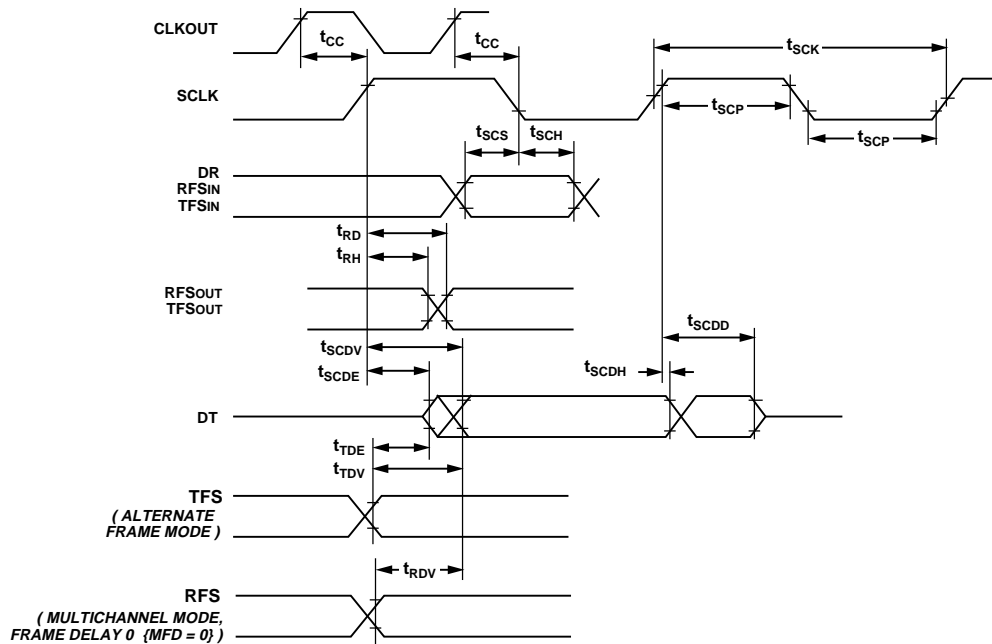 CLKOUT
tCC
tCC
tSCK
SCLK
tSCP
tSCP
tSCS
tSCH
DR
RFSIN
TFSIN
tRD
tRH
RFSOUT
TFSOUT
tSCDV
tSCDE
tSCDD
tSCDH
DT
tTDE
tTDV
TFS
( ALTERNATE
FRAME MODE )
tRDV
RFS
( MULTICHANNEL MODE,
FRAME DELAY 0 {MFD = 0} )